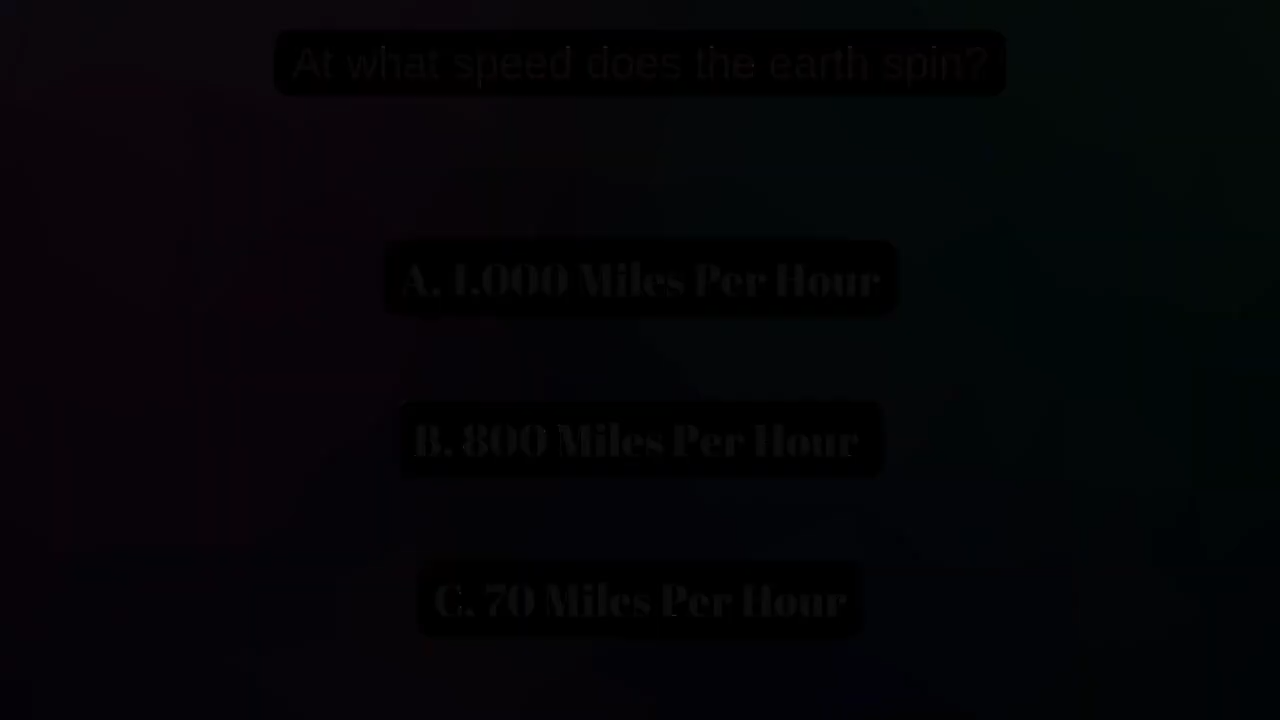 At what speed does the earth spin?
A. 1.000 Miles Per Hour
B. 800 Miles Per Hour
C. 70 Miles Per Hour